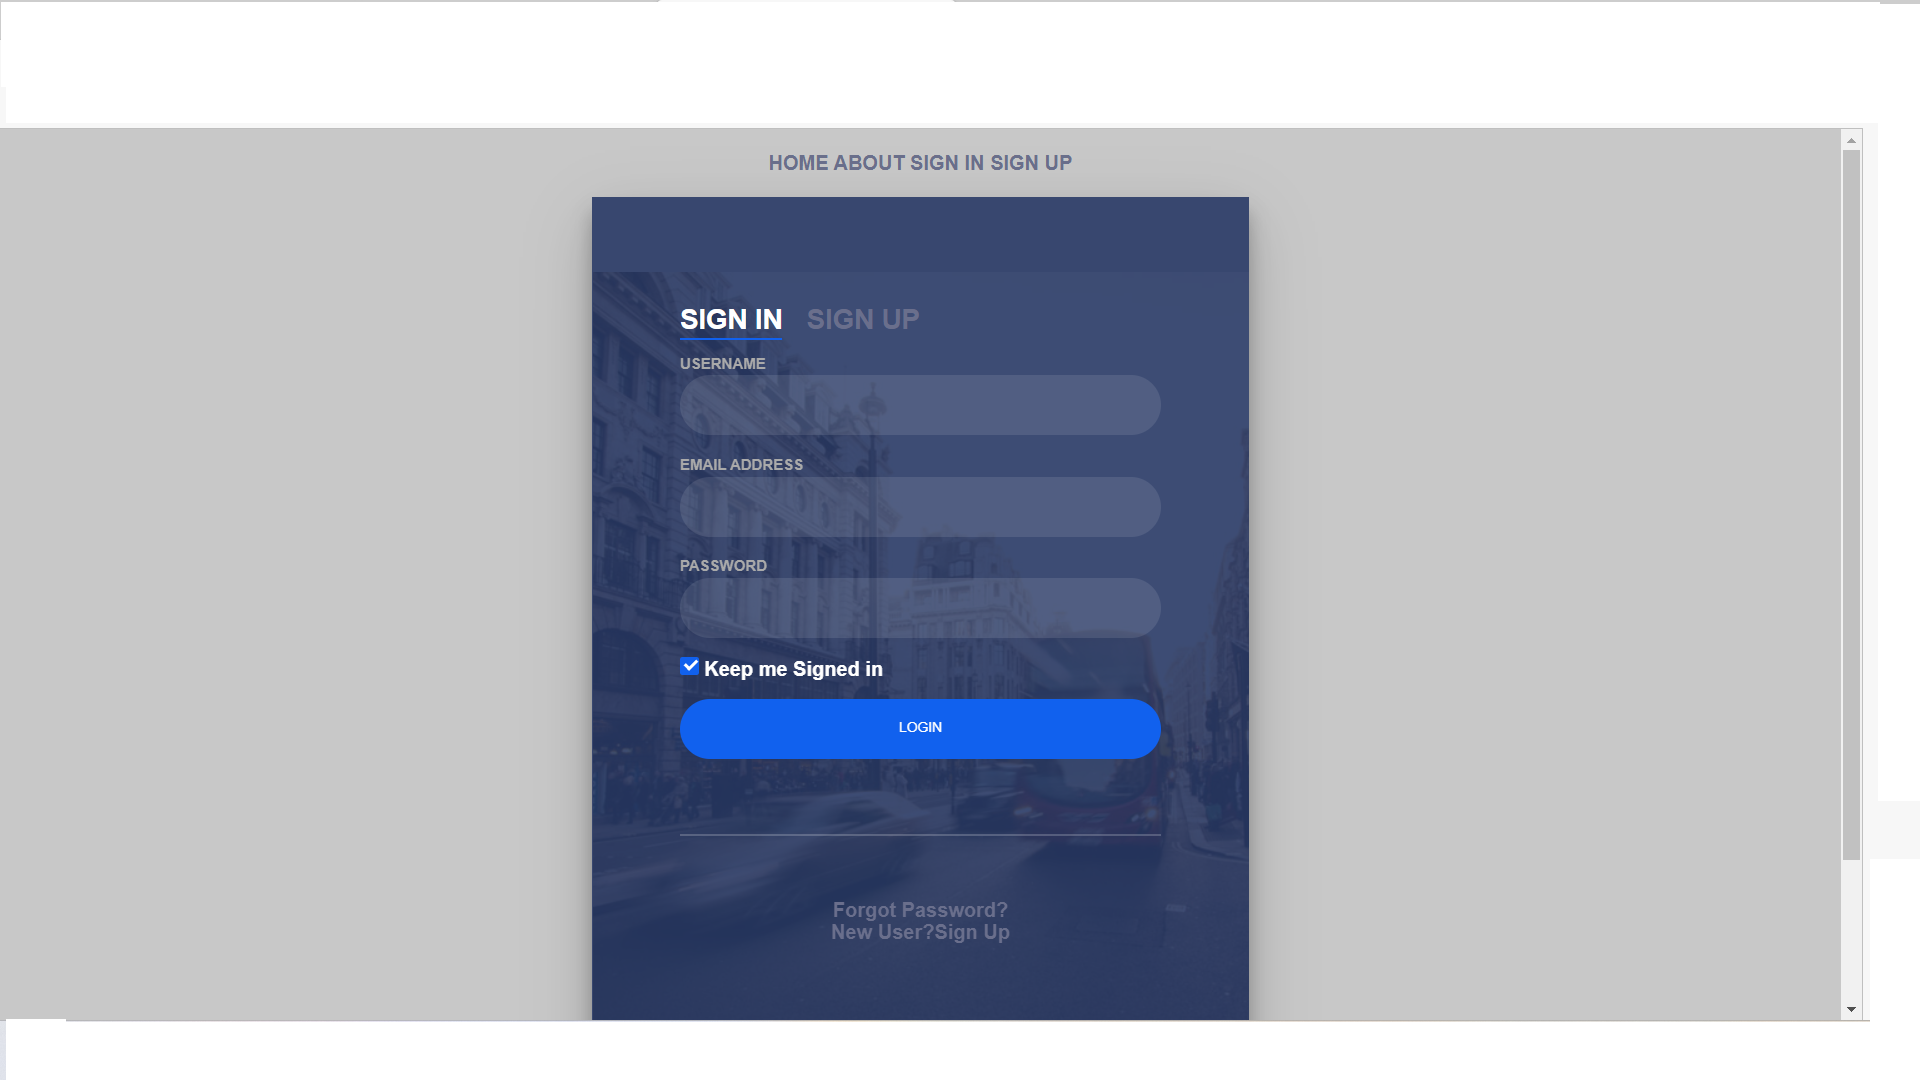 HOME ABOUT SIGN IN SIGN UP
SIGN IN SIGN UP
USERNAME
EMAIL ADDRESS
PASSWORD
Keep me Signed in
LOGIN
Forgot Password?
New User?Sign Up